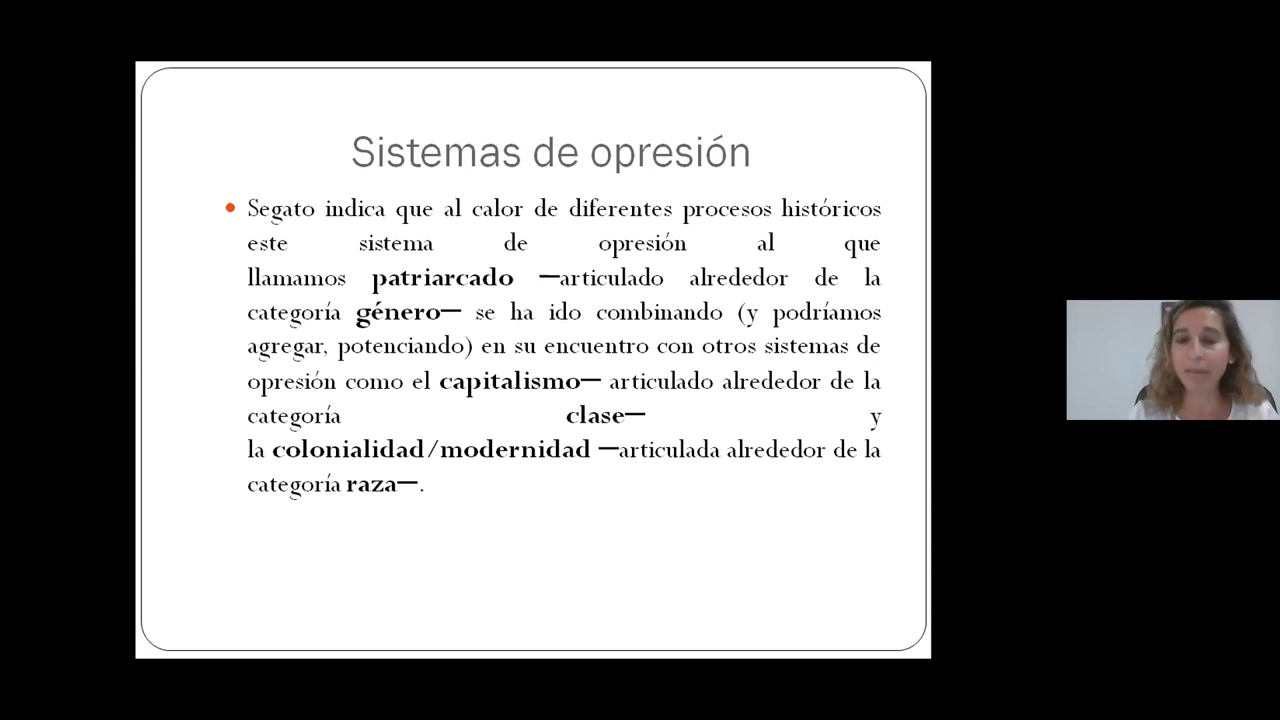 Sistemas de opresión
• Segato indica que al calor de diferentes procesos históricos
este sistema de opresión al que
llamamos patriarcado —articulado alrededor de la
categoría género— se ha ido combinando (y podríamos
agregar, potenciando) en su encuentro con otros sistemas de
opresión como el capitalismo— articulado alrededor de la
categoría clase— y
la colonialidad/modernidad —articulada alrededor de la
categoría raza— .